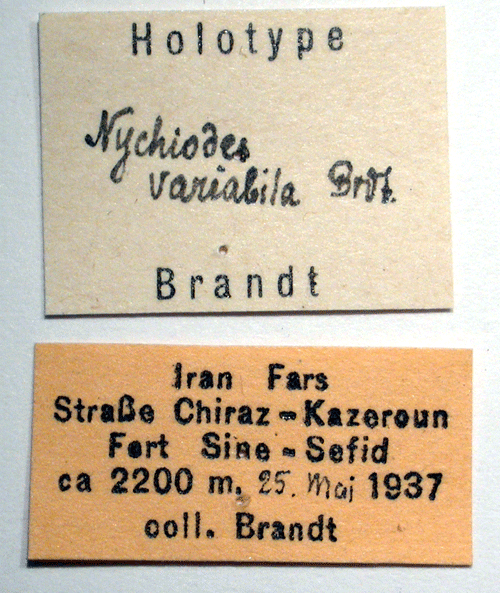 Holotype
Nychiodes
variabila Brdt.
Brandt
Iran Fars
Straße Chiraz - Kazeroun
Fort Sine - Sefid
ca 2200 m. 25. Mai 1937
coll. Brandt